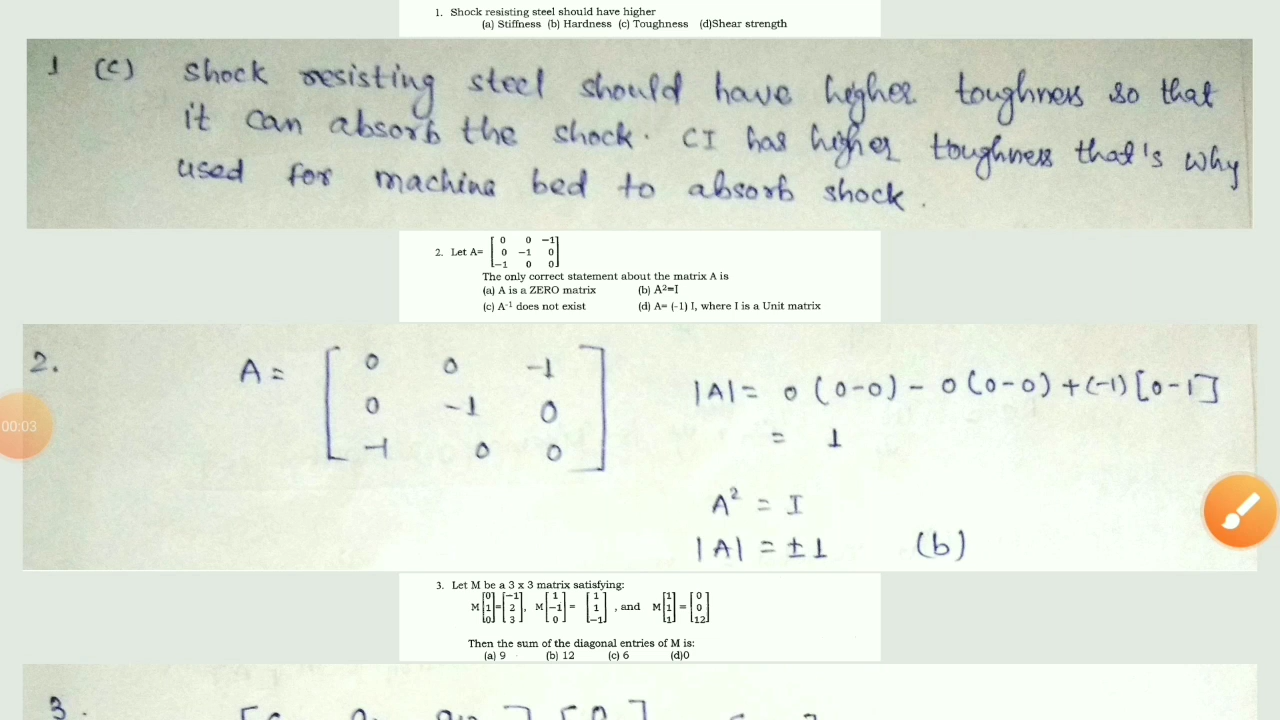 1. Shock resisting steel should have higher
(a) Stiffness (b) Hardness (c) Toughness (d)Shear strength
1 (c) shock resisting steel should have higher toughness so that
it can absorb the shock. CI has higher toughness that's why
used for machine bed to absorb shock.
2. Let A= [0 0 −1
0 −1 0
−1 0 0]
The only correct statement about the matrix A is
(a) A is a ZERO matrix (b) A²=I
(c) A⁻¹ does not exist (d) A= (-1) I, where I is a Unit matrix
2. A = [0 0 -1
0 -1 0
-1 0 0]
|A| = 0 (0-0) - 0 (0-0) + (-1) [0-1]
= 1
A² = I
|A| = ±1 (b)
00:03
3. Let M be a 3 x 3 matrix satisfying:
M[0 1 0]=[−1 2 3], M[1 −1 0]= [1 1 −1], and M[1 1 1]=[0 0 12]
Then the sum of the diagonal entries of M is:
(a) 9 (b) 12 (c) 6 (d)0
3.